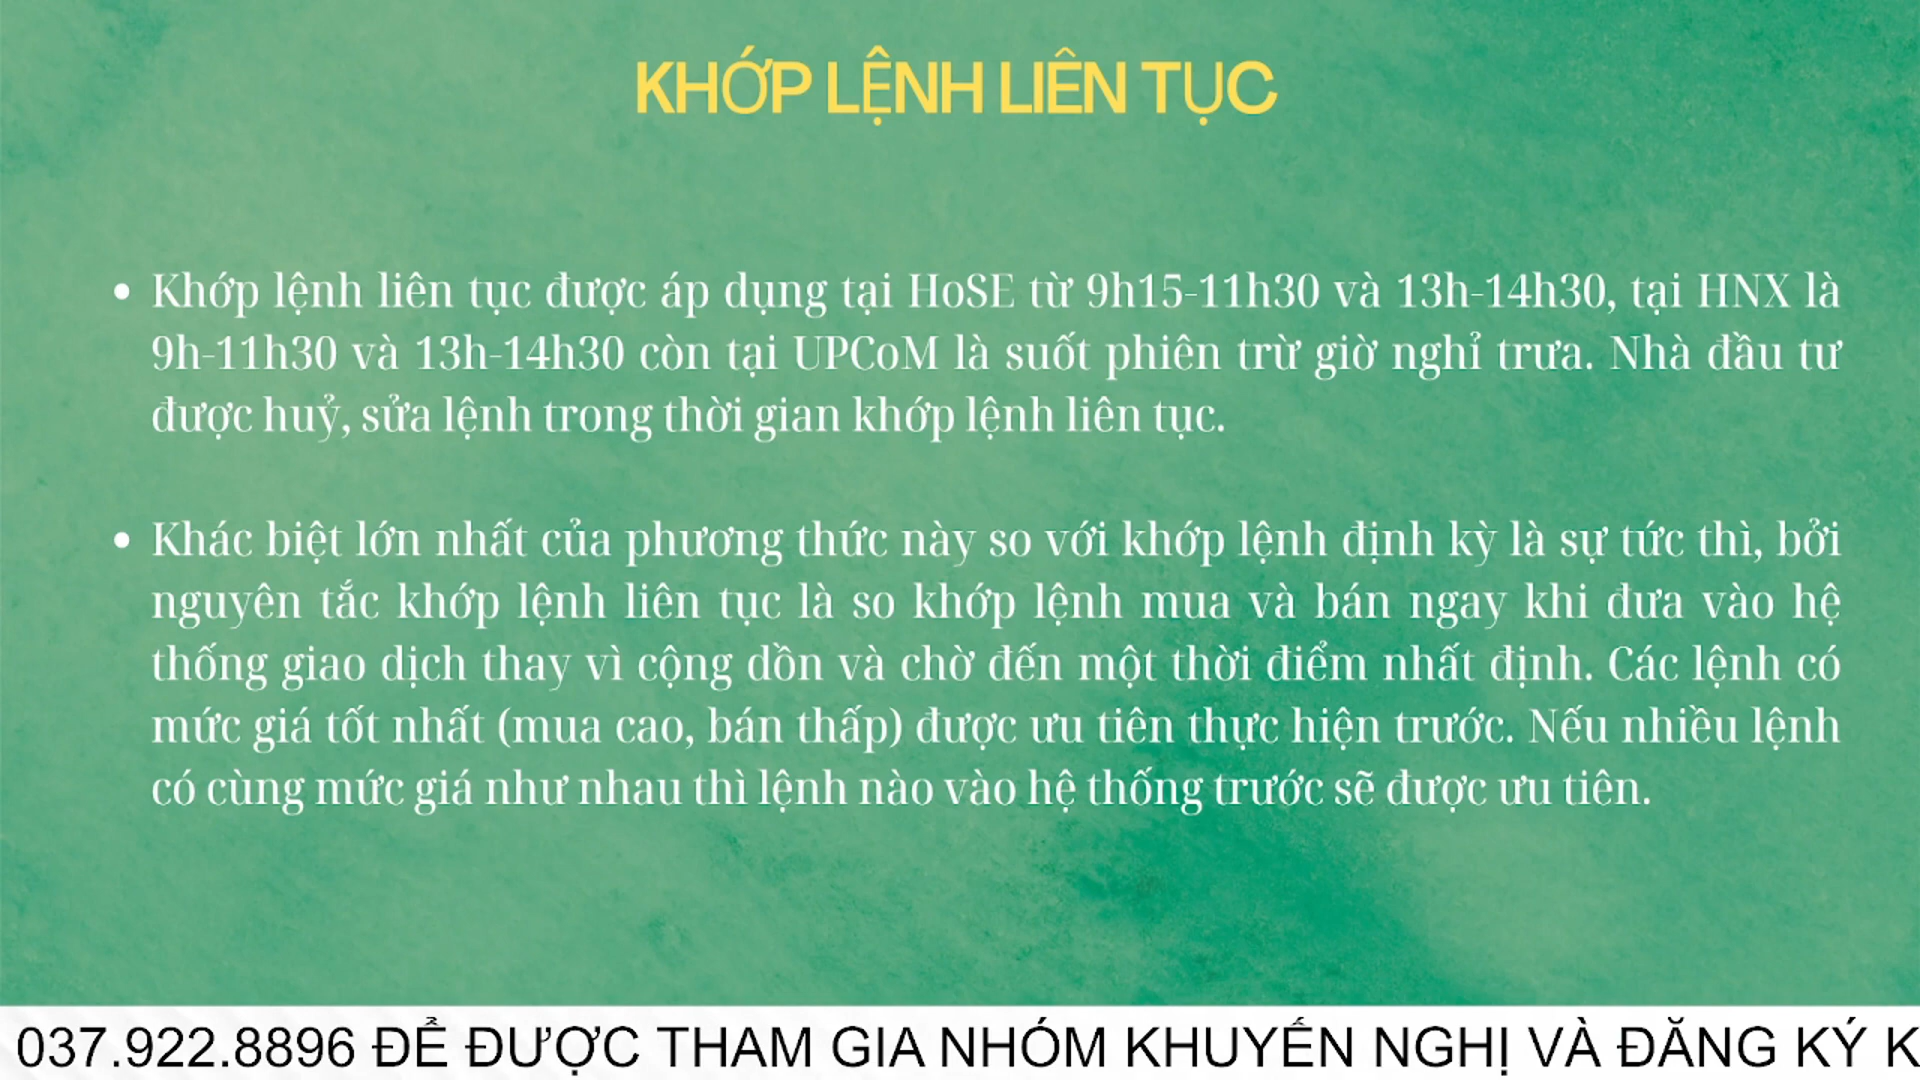 KHỚP LỆNH LIÊN TỤC
• Khớp lệnh liên tục được áp dụng tại HoSE từ 9h15-11h30 và 13h-14h30, tại HNX là
9h-11h30 và 13h-14h30 còn tại UPCoM là suốt phiên trừ giờ nghỉ trưa. Nhà đầu tư
được huỷ, sửa lệnh trong thời gian khớp lệnh liên tục.
• Khác biệt lớn nhất của phương thức này so với khớp lệnh định kỳ là sự tức thì, bởi
nguyên tắc khớp lệnh liên tục là so khớp lệnh mua và bán ngay khi đưa vào hệ
thống giao dịch thay vì cộng dồn và chờ đến một thời điểm nhất định. Các lệnh có
mức giá tốt nhất (mua cao, bán thấp) được ưu tiên thực hiện trước. Nếu nhiều lệnh
có cùng mức giá như nhau thì lệnh nào vào hệ thống trước sẽ được ưu tiên.
037.922.8896 ĐỂ ĐƯỢC THAM GIA NHÓM KHUYẾN NGHỊ VÀ ĐĂNG KÝ K